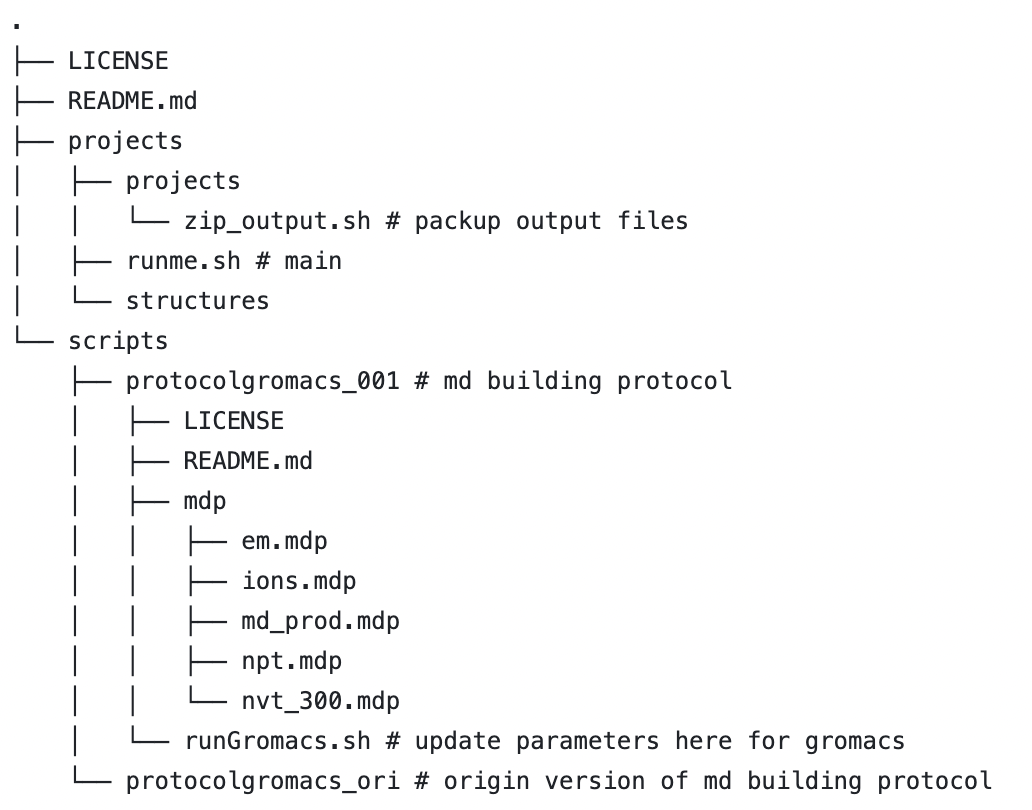 .
├── LICENSE
├── README.md
├── projects
│   ├── projects
│   │   └── zip_output.sh # packup output files
│   ├── runme.sh # main
│   └── structures
└── scripts
    ├── protocolgromacs_001 # md building protocol
    │   ├── LICENSE
    │   ├── README.md
    │   ├── mdp
    │   │   ├── em.mdp
    │   │   ├── ions.mdp
    │   │   ├── md_prod.mdp
    │   │   ├── npt.mdp
    │   │   └── nvt_300.mdp
    │   └── runGromacs.sh # update parameters here for gromacs
    └── protocolgromacs_ori # origin version of md building protocol